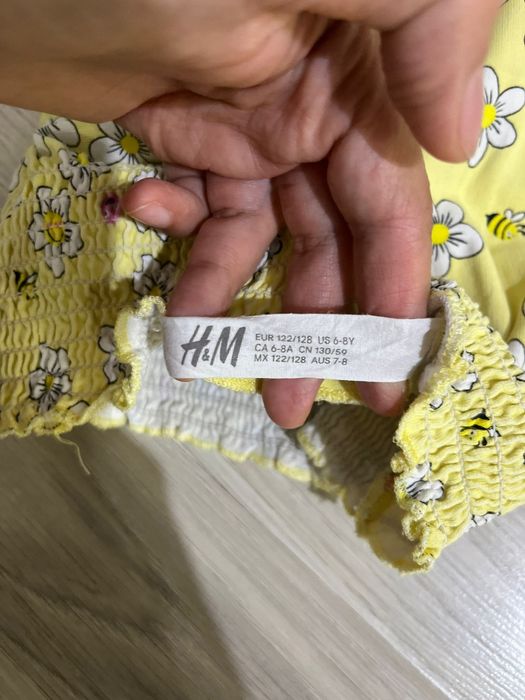 H&M
EUR 122/128 US 6-8Y
CA 6-8A CN 130/59
MX 122/128 AUS 7-8